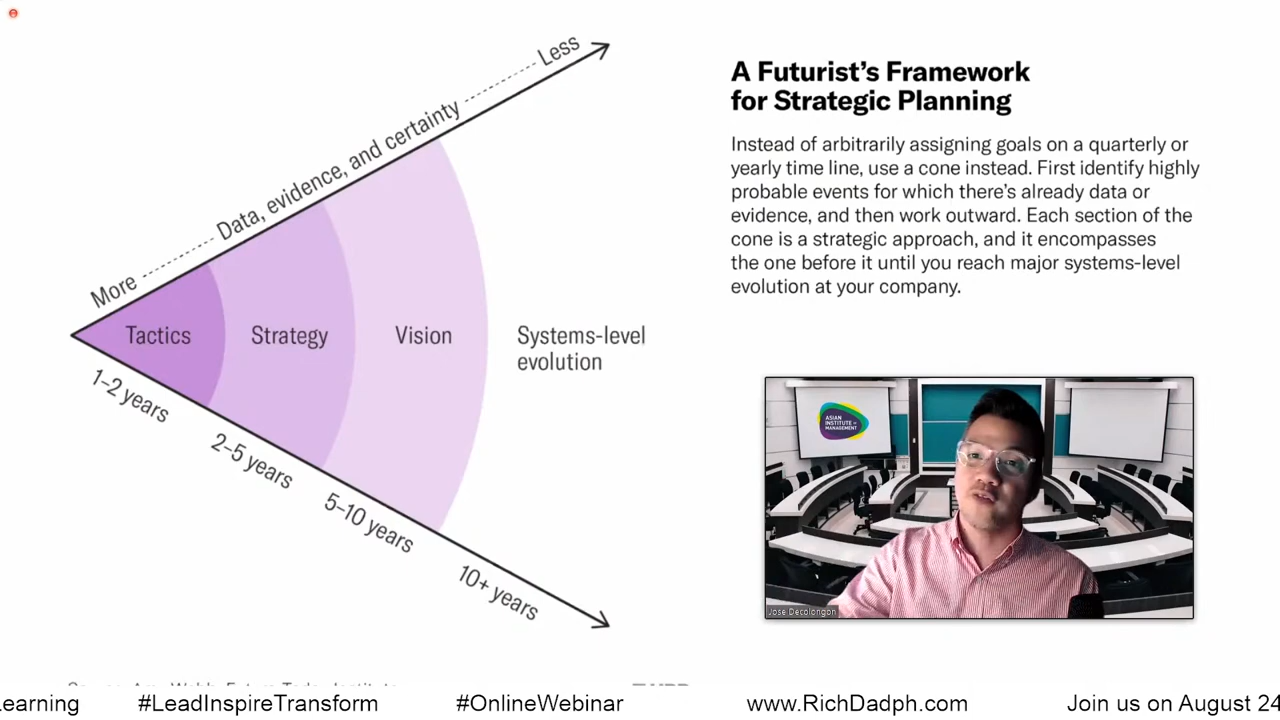 A Futurist's Framework
for Strategic Planning
Instead of arbitrarily assigning goals on a quarterly or
yearly time line, use a cone instead. First identify highly
probable events for which there's already data or
evidence, and then work outward. Each section of the
cone is a strategic approach, and it encompasses
the one before it until you reach major systems-level
evolution at your company.
More
Data, evidence, and certainty
Less
Tactics
Strategy
Vision
Systems-level
evolution
1–2 years
2–5 years
5–10 years
10+ years
ASIAN
INSTITUTE of
MANAGEMENT
Jose Decolongon
earning #LeadInspireTransform #OnlineWebinar www.RichDadph.com Join us on August 24